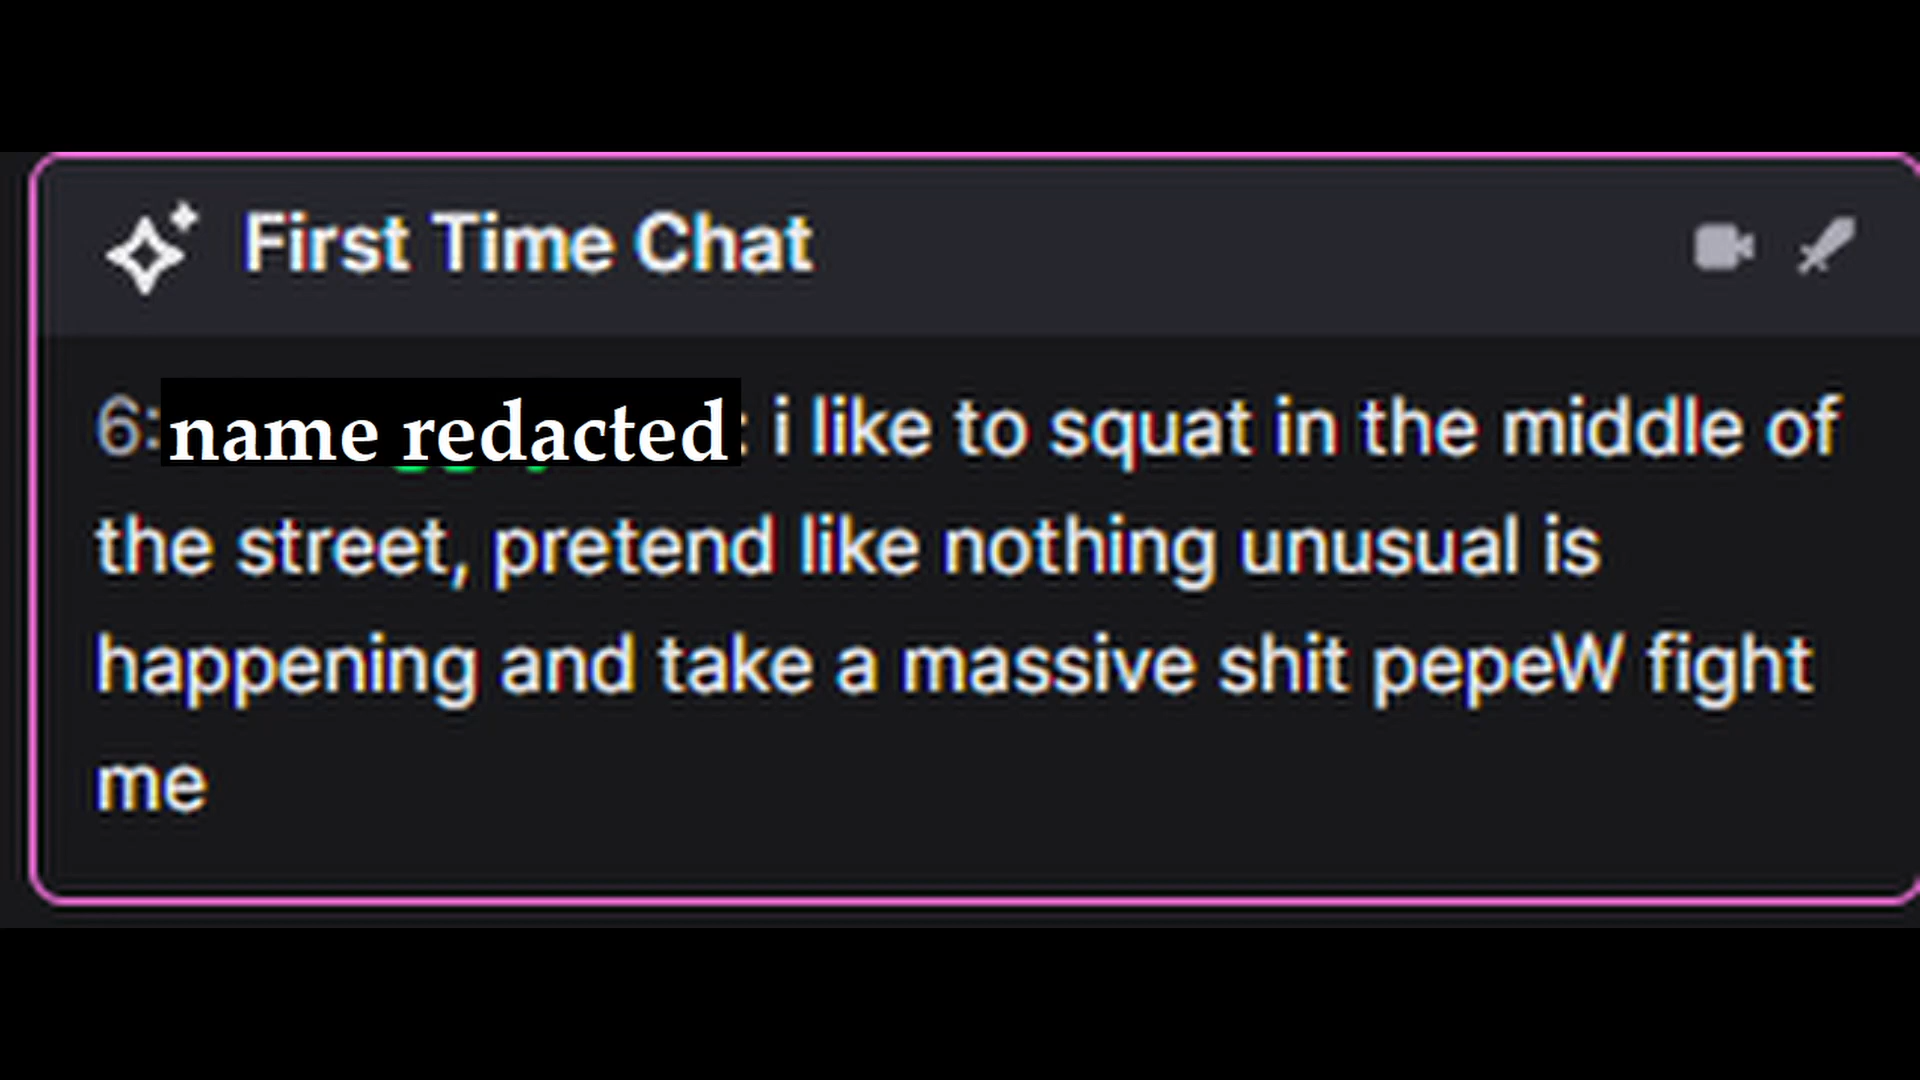 First Time Chat
6: name redacted : i like to squat in the middle of
the street, pretend like nothing unusual is
happening and take a massive shit pepeW fight
me